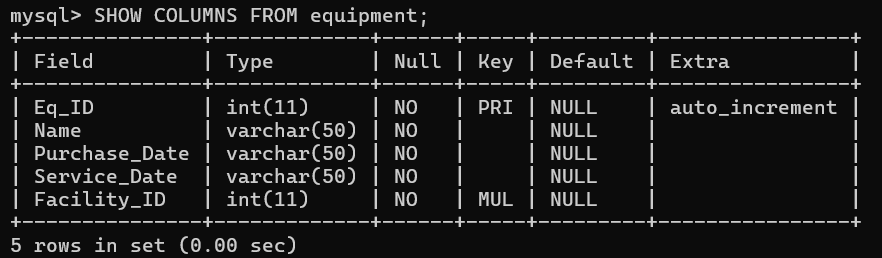 mysql> SHOW COLUMNS FROM equipment;
+---------------+-------------+------+-----+---------+----------------+
| Field         | Type        | Null | Key | Default | Extra          |
+---------------+-------------+------+-----+---------+----------------+
| Eq_ID         | int(11)     | NO   | PRI | NULL    | auto_increment |
| Name          | varchar(50) | NO   |     | NULL    |                |
| Purchase_Date | varchar(50) | NO   |     | NULL    |                |
| Service_Date  | varchar(50) | NO   |     | NULL    |                |
| Facility_ID   | int(11)     | NO   | MUL | NULL    |                |
+---------------+-------------+------+-----+---------+----------------+
5 rows in set (0.00 sec)